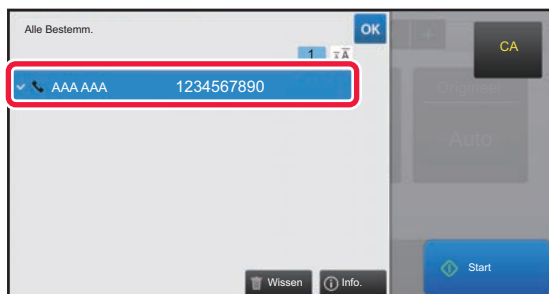 Alle Bestemm.
OK
CA
1
AAA AAA 1234567890
Origineel
Auto
Wissen
Info.
Start